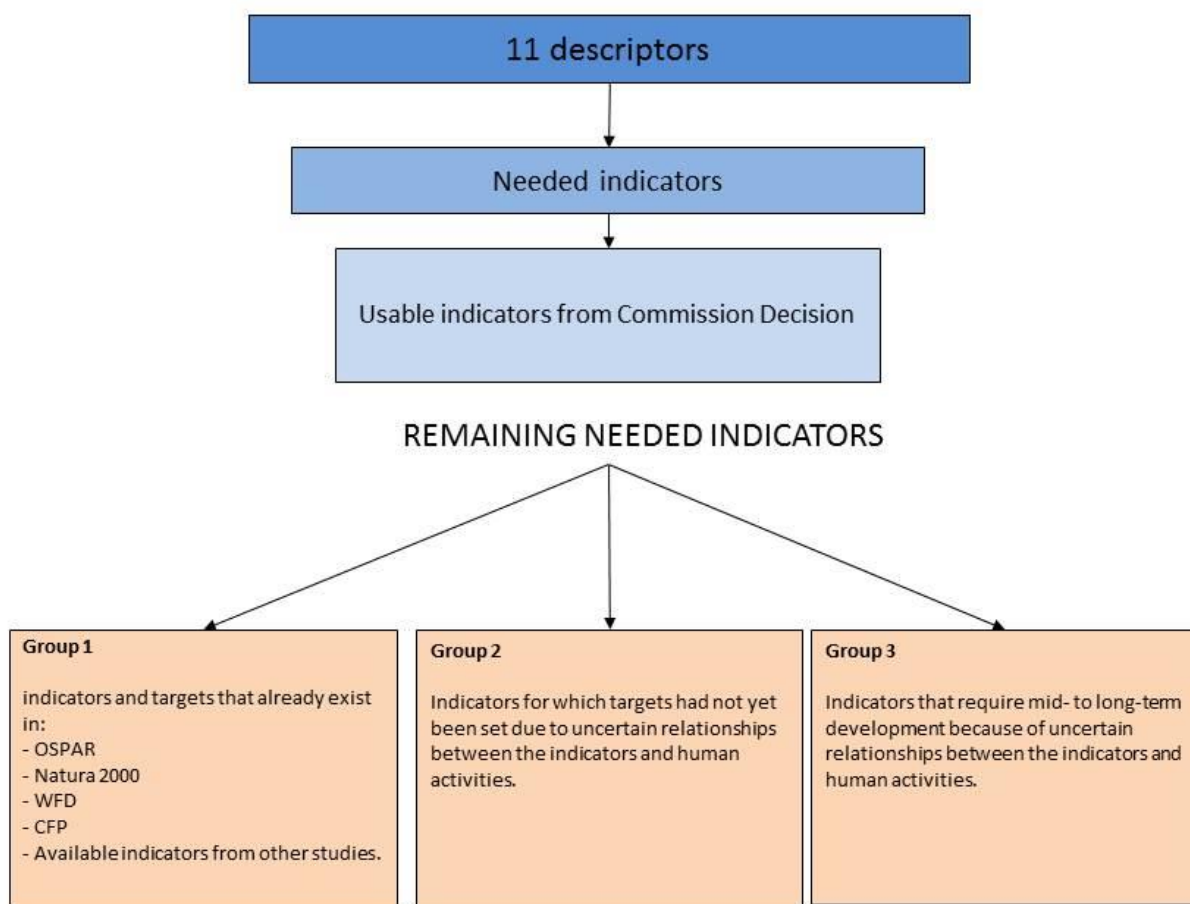 11 descriptors
Needed indicators
Usable indicators from Commission Decision
REMAINING NEEDED INDICATORS
Group 1
indicators and targets that already exist
in:
- OSPAR
- Natura 2000
- WFD
- CFP
- Available indicators from other studies.
Group 2
Indicators for which targets had not yet
been set due to uncertain relationships
between the indicators and human
activities.
Group 3
Indicators that require mid- to long-term
development because of uncertain
relationships between the indicators and
human activities.